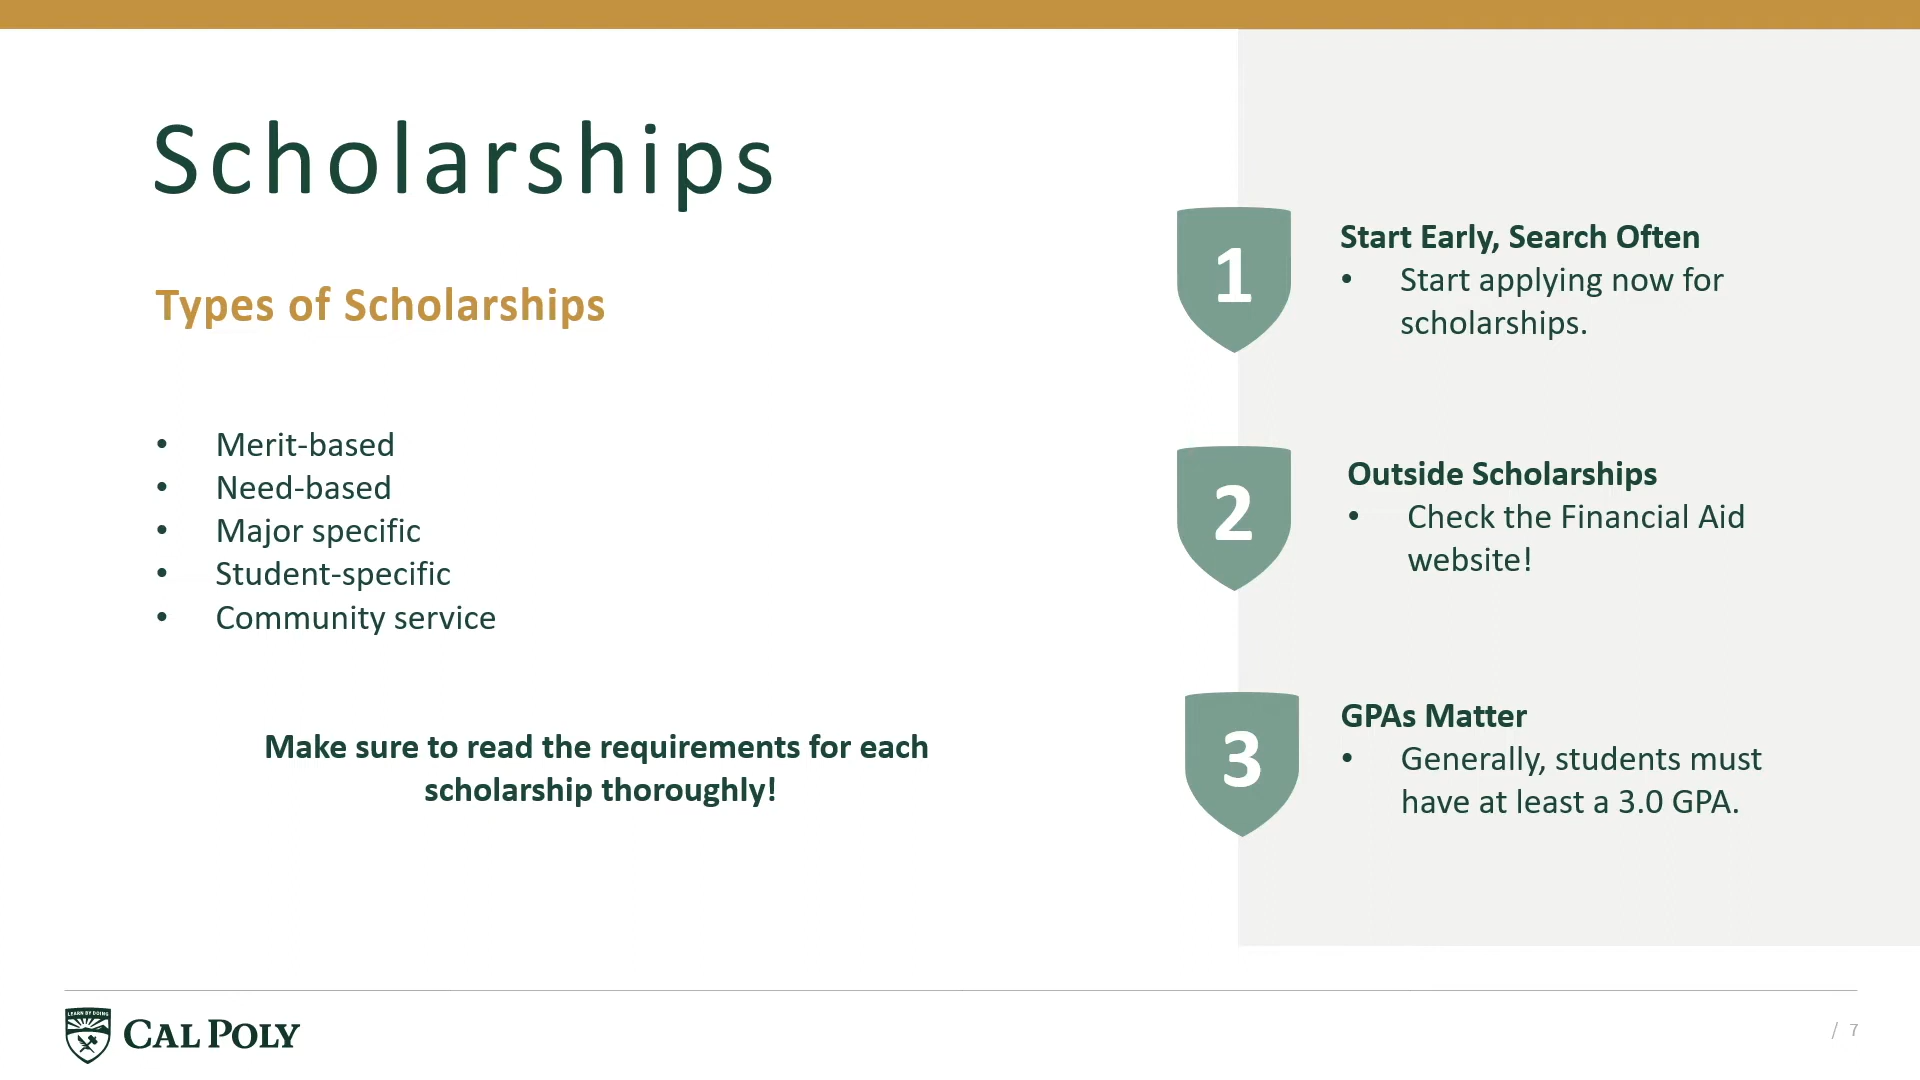 Scholarships
Types of Scholarships
• Merit-based
• Need-based
• Major specific
• Student-specific
• Community service
Make sure to read the requirements for each
scholarship thoroughly!
1
Start Early, Search Often
• Start applying now for
scholarships.
2
Outside Scholarships
• Check the Financial Aid
website!
3
GPAs Matter
• Generally, students must
have at least a 3.0 GPA.
LEARN BY DOING
CAL POLY
/ 7